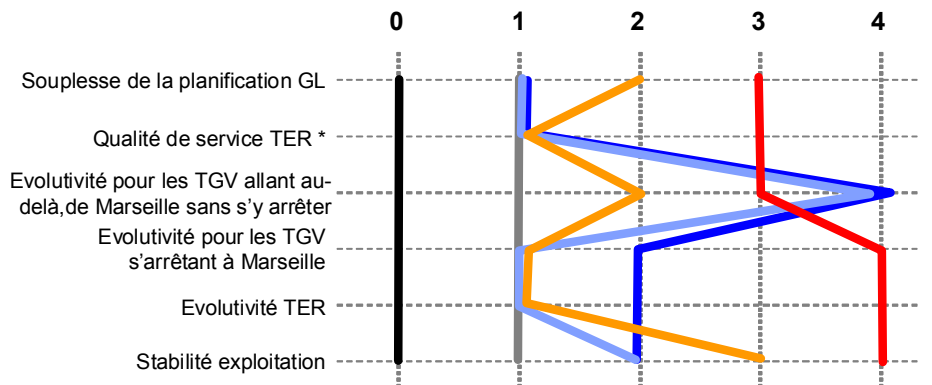 0 1 2 3 4
Souplesse de la planification GL
Qualité de service TER *
Evolutivité pour les TGV allant au-
delà,de Marseille sans s'y arrêter
Evolutivité pour les TGV
s'arrêtant à Marseille
Evolutivité TER
Stabilité exploitation